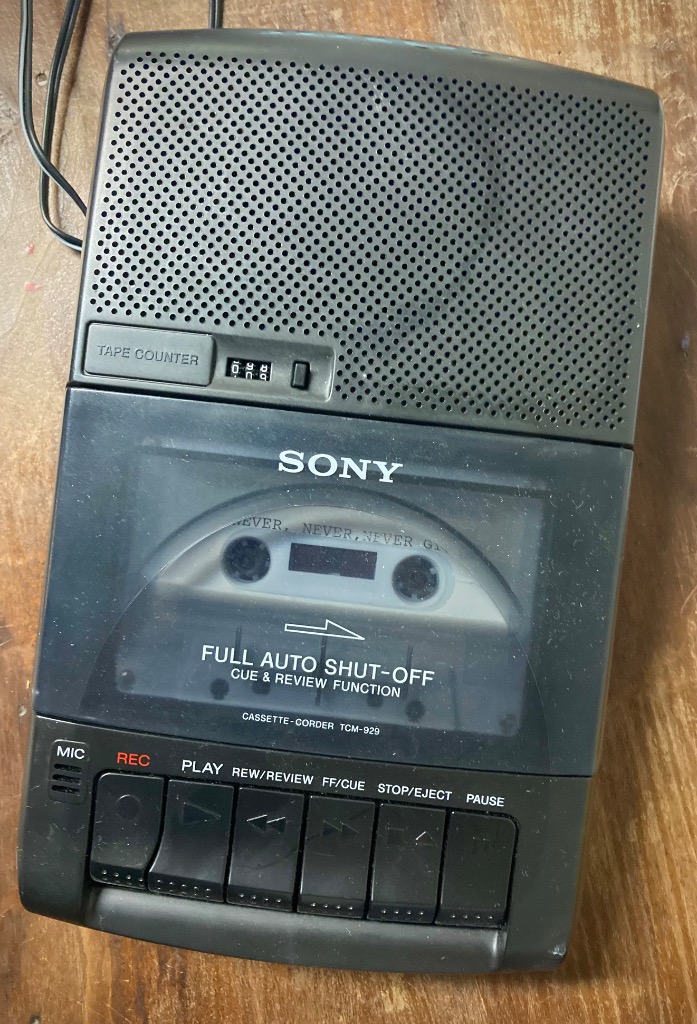 TAPE COUNTER
SONY
NEVER, NEVER, NEVER
FULL AUTO SHUT-OFF
CUE & REVIEW FUNCTION
CASSETTE-CORDER TCM-929
MIC REC PLAY REW/REVIEW FF/CUE STOP/EJECT PAUSE